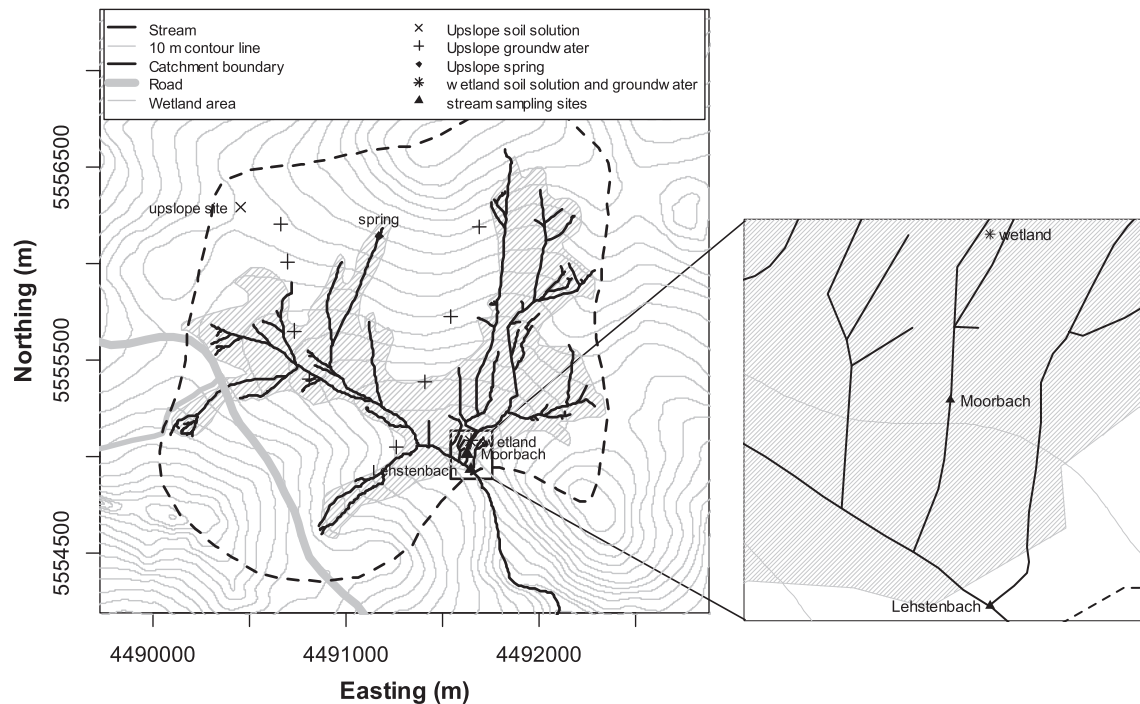 Stream
10 m contour line
Catchment boundary
Road
Wetland area
Upslope soil solution
Upslope groundwater
Upslope spring
wetland soil solution and groundwater
stream sampling sites
upslope site
spring
wetland
Moorbach
Lehstenbach
wetland
Moorbach
Lehstenbach
Northing (m)
5556500
5555500
5554500
4490000
4491000
4492000
Easting (m)